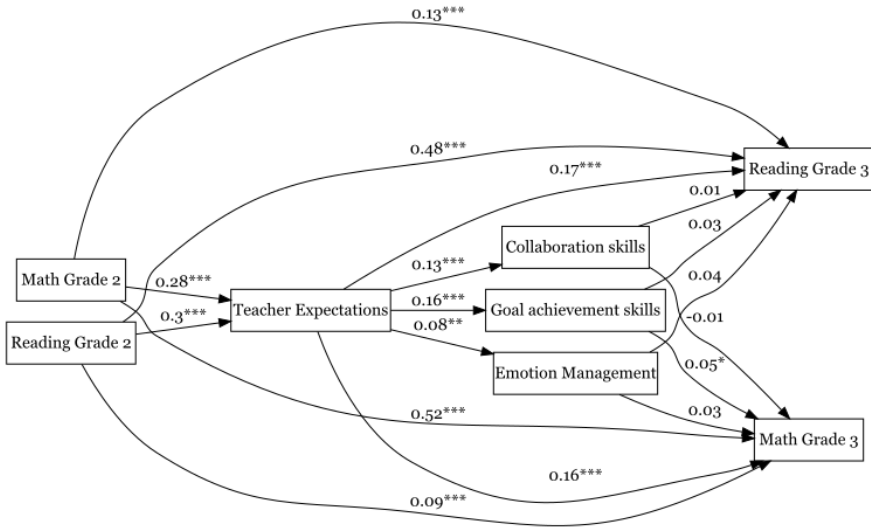 0.13***
0.48***
0.17***
Reading Grade 3
0.01
0.03
Collaboration skills
Math Grade 2
0.28***
0.13***
0.04
Teacher Expectations
0.16***
Goal achievement skills
-0.01
0.3***
0.08**
Reading Grade 2
Emotion Management
0.05*
0.52***
0.03
Math Grade 3
0.16***
0.09***